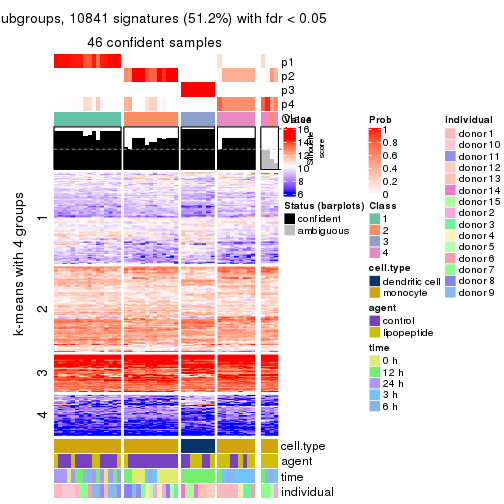 ubgroups, 10841 signatures (51.2%) with fdr < 0.05
46 confident samples
p1
p2
p3
p4
Class
Silhouette
score
k-means with 4 groups
1
2
3
4
cell.type
agent
time
individual
16
14
12
10
8
6
Status (barplots)
confident
ambiguous
Prob
1
0.8
0.6
0.4
0.2
0
Class
1
2
3
4
cell.type
dendritic cell
monocyte
agent
control
lipopeptide
time
0 h
12 h
24 h
3 h
6 h
individual
donor1
donor10
donor11
donor12
donor13
donor14
donor15
donor2
donor3
donor4
donor5
donor6
donor7
donor8
donor9